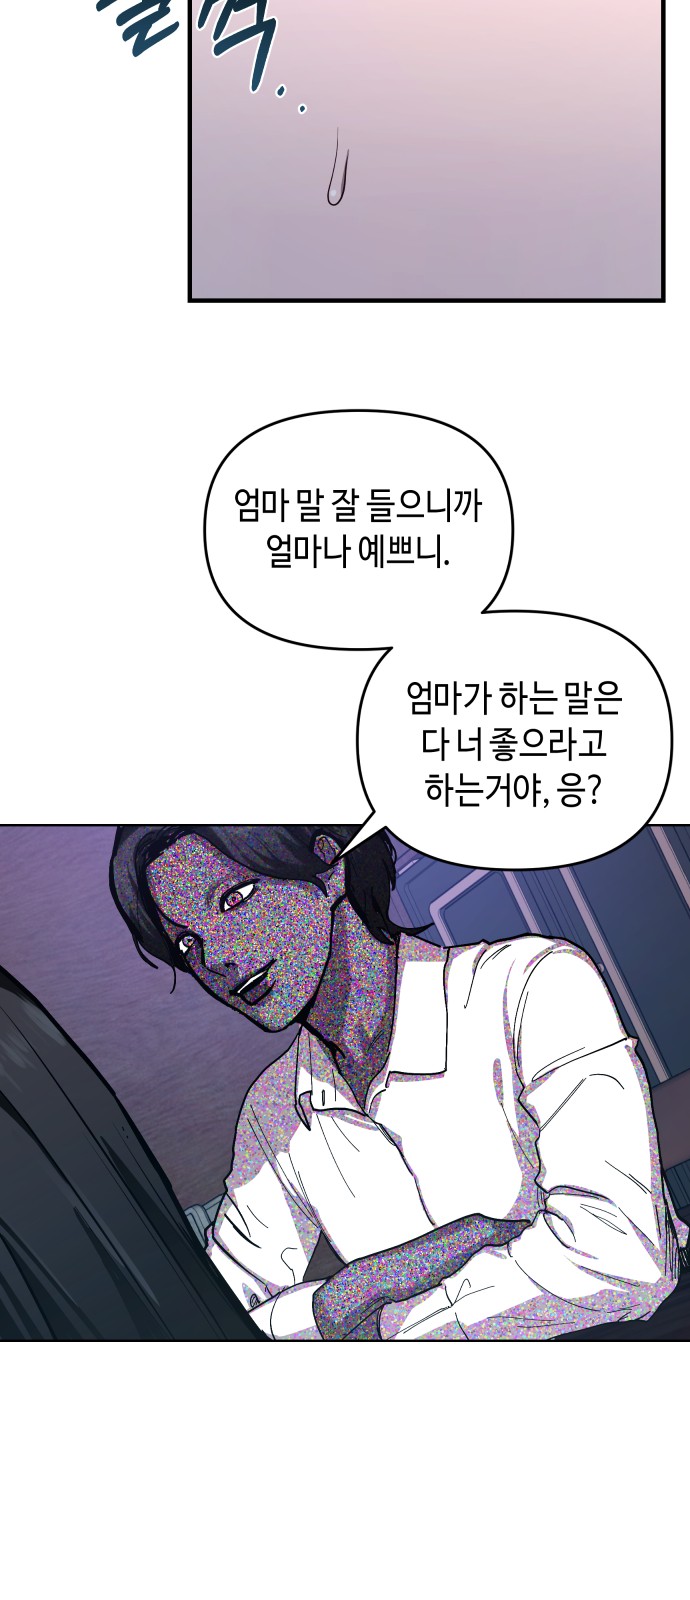 엄마 말 잘 들으니까
얼마나 예쁘니.
엄마가 하는 말은
다 너 좋으라고
하는거야, 응?